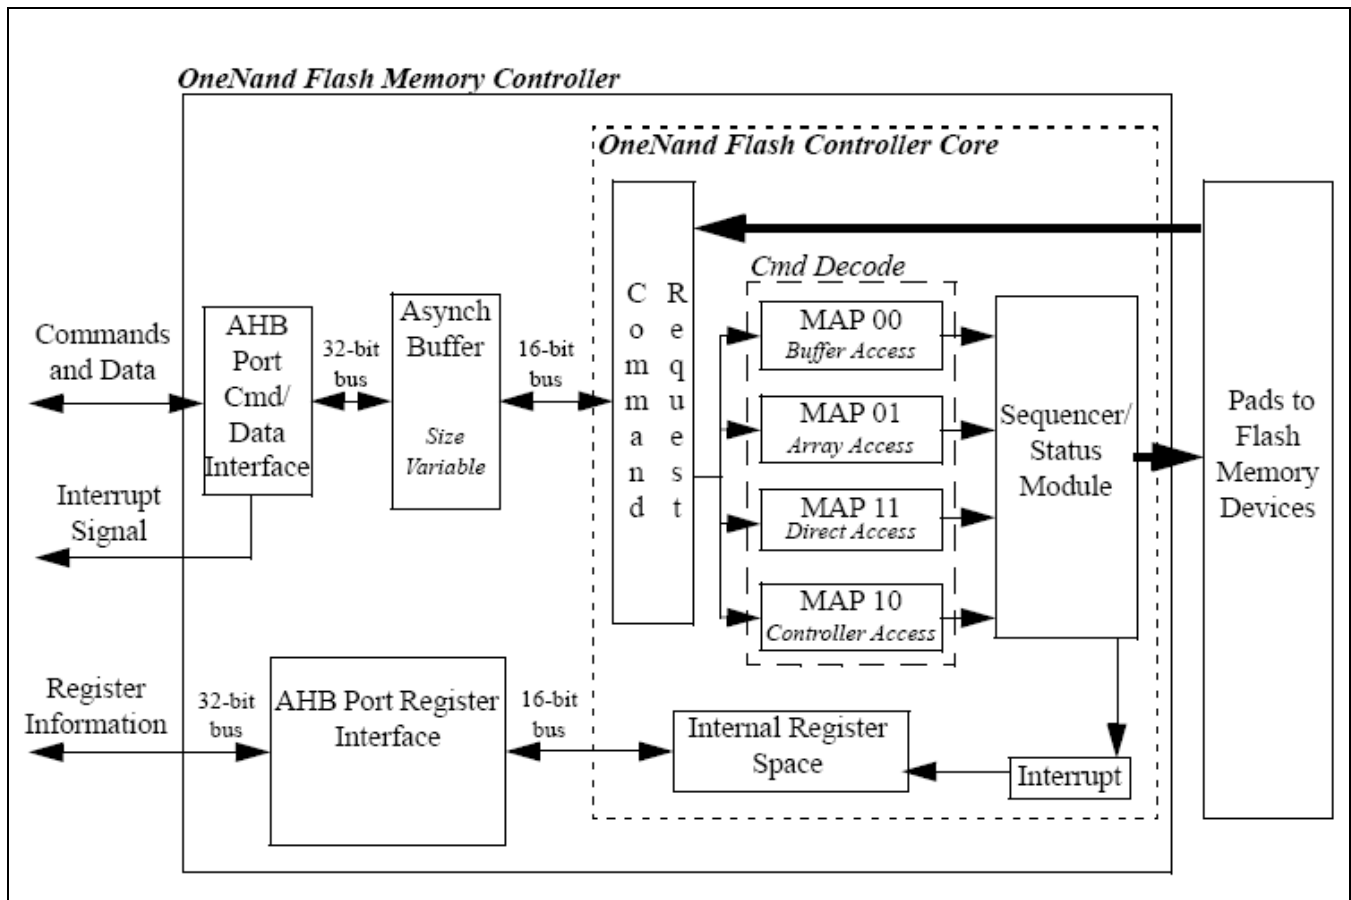 OneNand Flash Memory Controller
OneNand Flash Controller Core
Commands
and Data
Interrupt
Signal
AHB
Port
Cmd/
Data
Interface
32-bit
bus
Asynch
Buffer
Size
Variable
16-bit
bus
Command
Request
Cmd Decode
MAP 00
Buffer Access
MAP 01
Array Access
MAP 11
Direct Access
MAP 10
Controller Access
Sequencer/
Status
Module
Pads to
Flash
Memory
Devices
Register
Information
32-bit
bus
AHB Port Register
Interface
16-bit
bus
Internal Register
Space
Interrupt